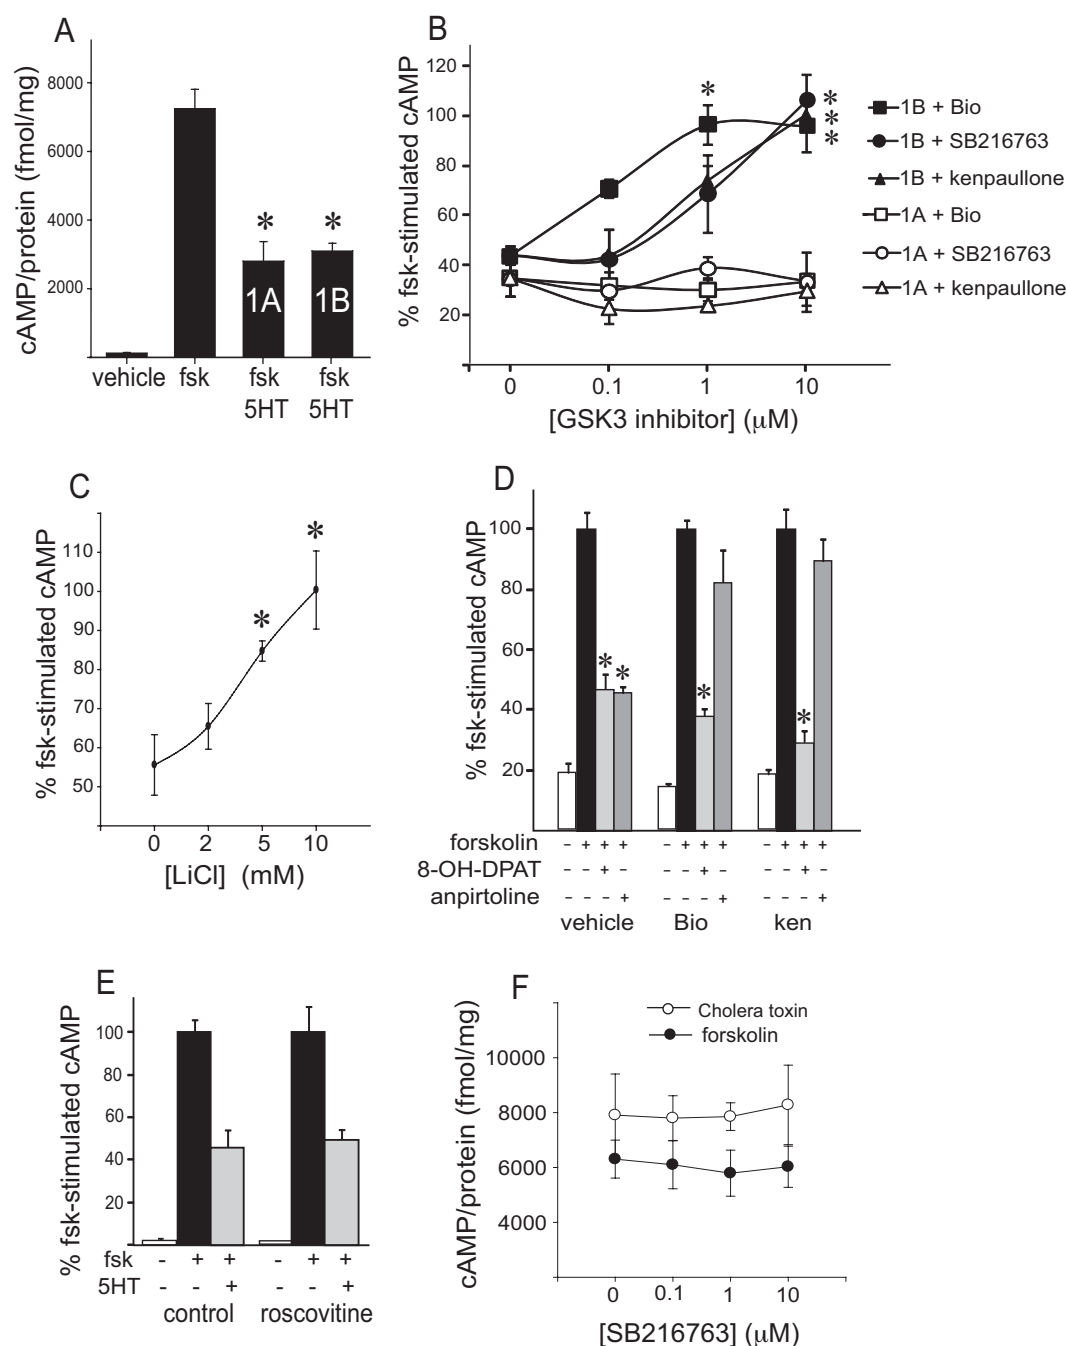 A
cAMP/protein (fmol/mg)
8000
6000
4000
2000
*
*
1A
1B
vehicle
fsk
fsk
fsk
5HT
5HT
B
% fsk-stimulated cAMP
120
100
80
60
40
20
*
*
*
*
0
0.1
1
10
[GSK3 inhibitor] (μM)
1B + Bio
1B + SB216763
1B + kenpaullone
1A + Bio
1A + SB216763
1A + kenpaullone
C
% fsk-stimulated cAMP
110
100
90
80
70
60
50
*
*
0
2
5
10
[LiCl] (mM)
D
% fsk-stimulated cAMP
100
80
60
40
20
* *
*
*
forskolin - + + + - + + + - + + +
8-OH-DPAT - - + - - - + - - - + -
anpirtoline - - - + - - - + - - - +
vehicle Bio ken
E
% fsk-stimulated cAMP
100
80
60
40
20
fsk - + + - + +
5HT - - + - - +
control roscovitine
F
cAMP/protein (fmol/mg)
Cholera toxin
forskolin
10000
8000
6000
4000
0
0.1
1
10
[SB216763] (μM)